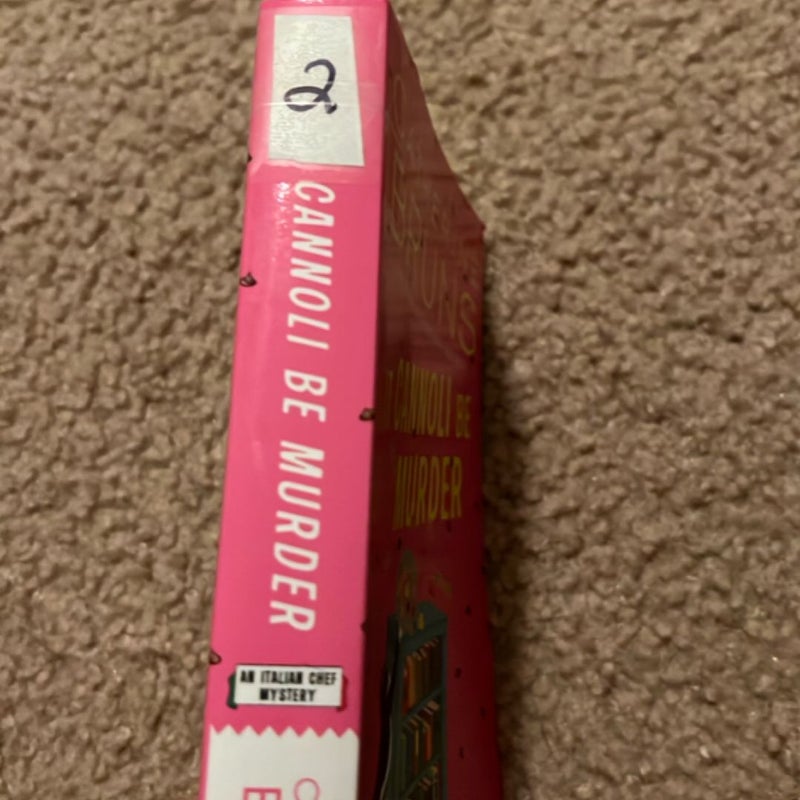 2
CANNOLI BE MURDER
AN ITALIAN CHEF
MYSTERY
CANNOLI BE
MURDER